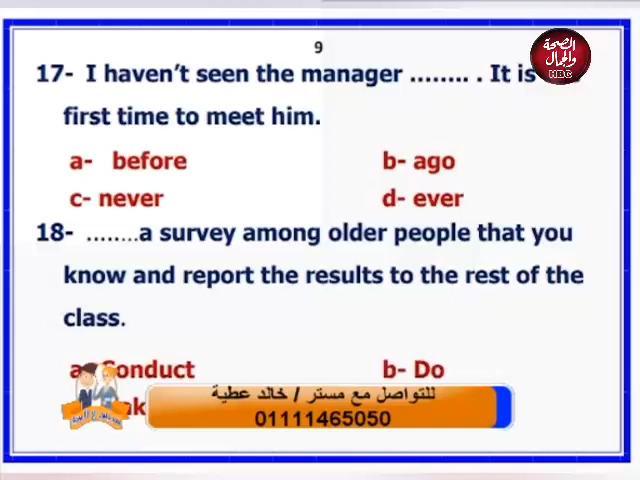 9
الصحة
والجمال
HBC
17- I haven't seen the manager ........ . It is
first time to meet him.
a- before
b- ago
c- never
d- ever
18- ........a survey among older people that you
know and report the results to the rest of the
class.
a- Conduct
b- Do
للتواصل مع مستر / خالد عطية
01111465050